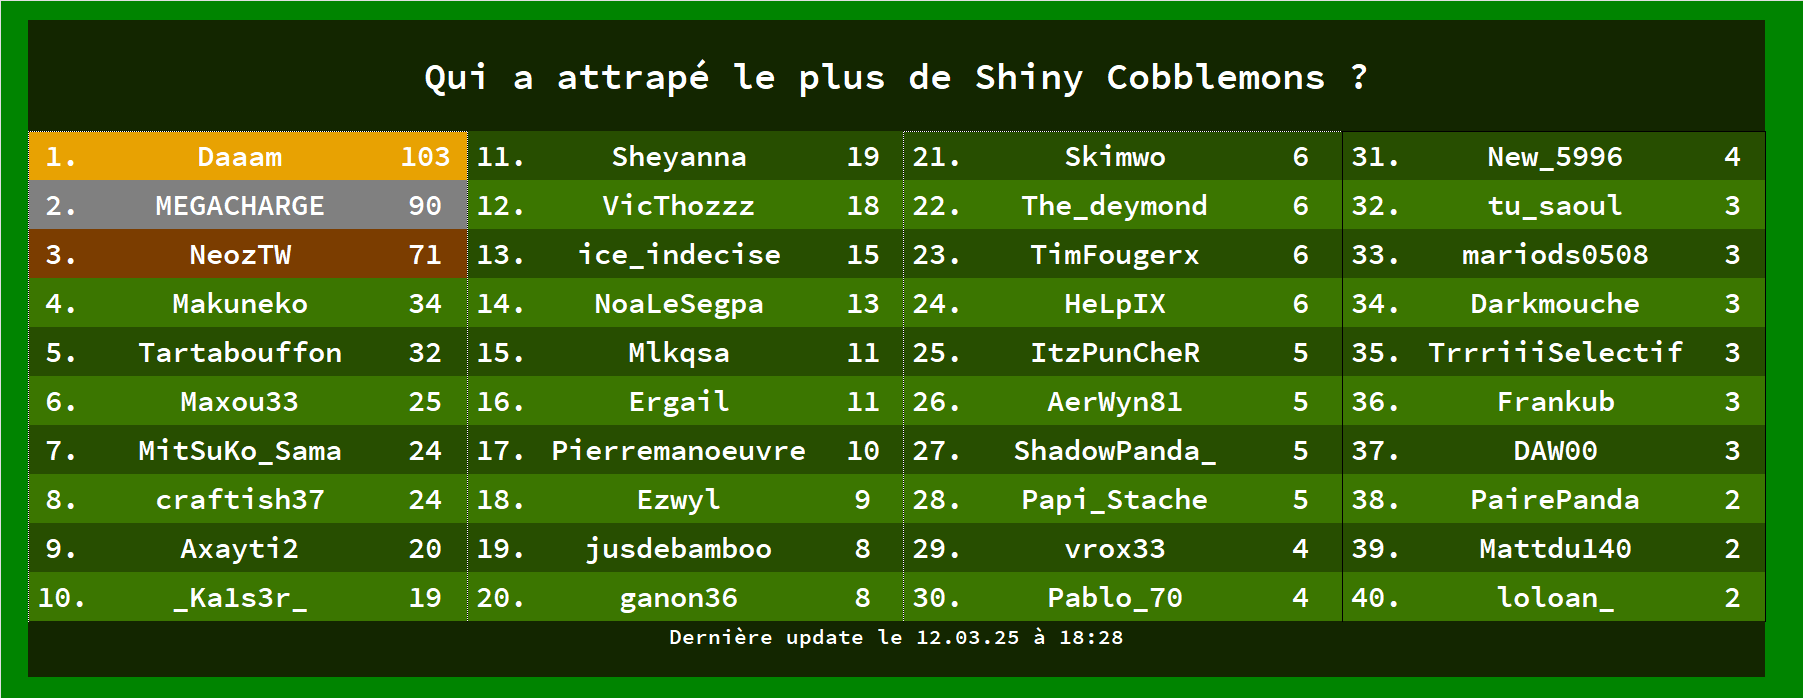 Qui a attrapé le plus de Shiny Cobblemons ?
1. Daaam 103
2. MEGACHARGE 90
3. NeozTW 71
4. Makuneko 34
5. Tartabouffon 32
6. Maxou33 25
7. MitSuKo_Sama 24
8. craftish37 24
9. Axayti2 20
10. _Ka1s3r_ 19
11. Sheyanna 19
12. VicThozzz 18
13. ice_indecise 15
14. NoaLeSegpa 13
15. Mlkqsa 11
16. Ergail 11
17. Pierremanoeuvre 10
18. Ezwyl 9
19. jusdebamboo 8
20. ganon36 8
21. Skimwo 6
22. The_deymond 6
23. TimFougerx 6
24. HeLpIX 6
25. ItzPunCheR 5
26. AerWyn81 5
27. ShadowPanda_ 5
28. Papi_Stache 5
29. vrox33 4
30. Pablo_70 4
31. New_5996 4
32. tu_saoul 3
33. mariods0508 3
34. Darkmouche 3
35. TrrriiiSelectif 3
36. Frankub 3
37. DAW00 3
38. PairePanda 2
39. Mattdu140 2
40. loloan_ 2
Dernière update le 12.03.25 à 18:28